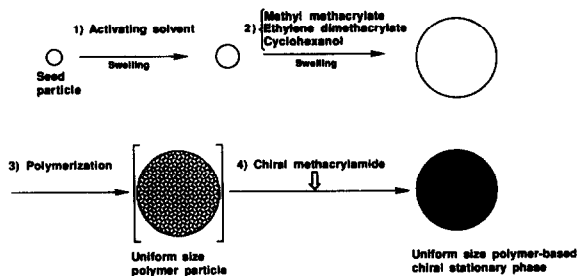 1) Activating solvent
Swelling
Seed
particle
2) Methyl methacrylate
Ethylene dimethacrylate
Cyclohexanol
Swelling
3) Polymerization
4) Chiral methacrylamide
Uniform size
polymer particle
Uniform size polymer-based
chiral stationary phase